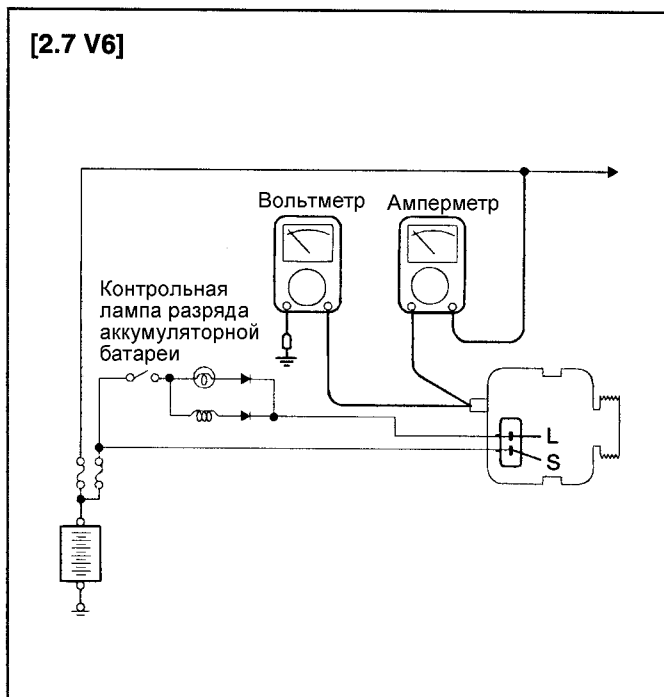 [2.7 V6]
Вольтметр
Амперметр
Контрольная
лампа разряда
аккумуляторной
батареи
L
S